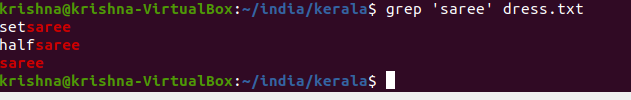 krishna@krishna-VirtualBox:~/india/kerala$ grep 'saree' dress.txt
setsaree
halfsaree
saree
krishna@krishna-VirtualBox:~/india/kerala$